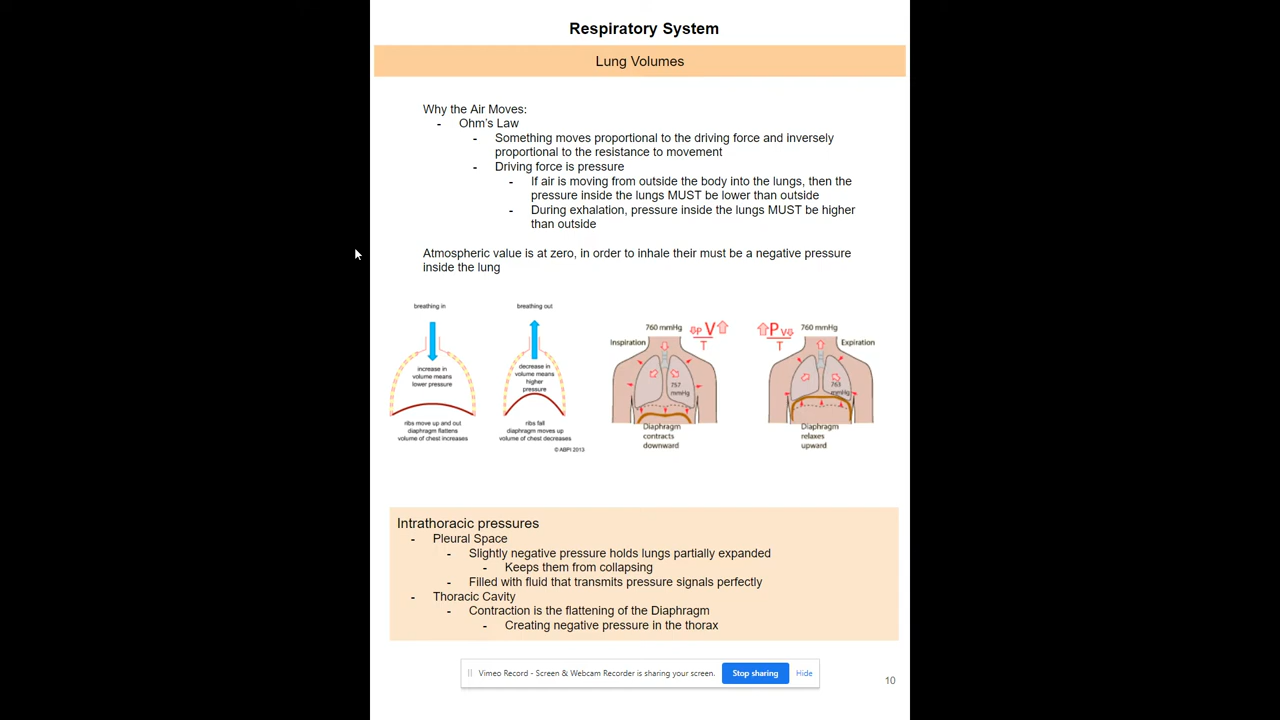 Respiratory System
Lung Volumes
Why the Air Moves:
- Ohm's Law
- Something moves proportional to the driving force and inversely
proportional to the resistance to movement
- Driving force is pressure
- If air is moving from outside the body into the lungs, then the
pressure inside the lungs MUST be lower than outside
- During exhalation, pressure inside the lungs MUST be higher
than outside
Atmospheric value is at zero, in order to inhale their must be a negative pressure
inside the lung
breathing in
increase in
volume means
lower pressure
ribs move up and out
diaphragm flattens
volume of chest increases
breathing out
decrease in
volume means
higher
pressure
ribs fall
diaphragm moves up
volume of chest decreases
© ABPI 2013
760 mmHg
P V
T
Inspiration
757
mmHg
Diaphragm
contracts
downward
P V
T
760 mmHg
Expiration
763
mmHg
Diaphragm
relaxes
upward
Intrathoracic pressures
- Pleural Space
- Slightly negative pressure holds lungs partially expanded
- Keeps them from collapsing
- Filled with fluid that transmits pressure signals perfectly
- Thoracic Cavity
- Contraction is the flattening of the Diaphragm
- Creating negative pressure in the thorax
Vimeo Record - Screen & Webcam Recorder is sharing your screen.
Stop sharing
Hide
10